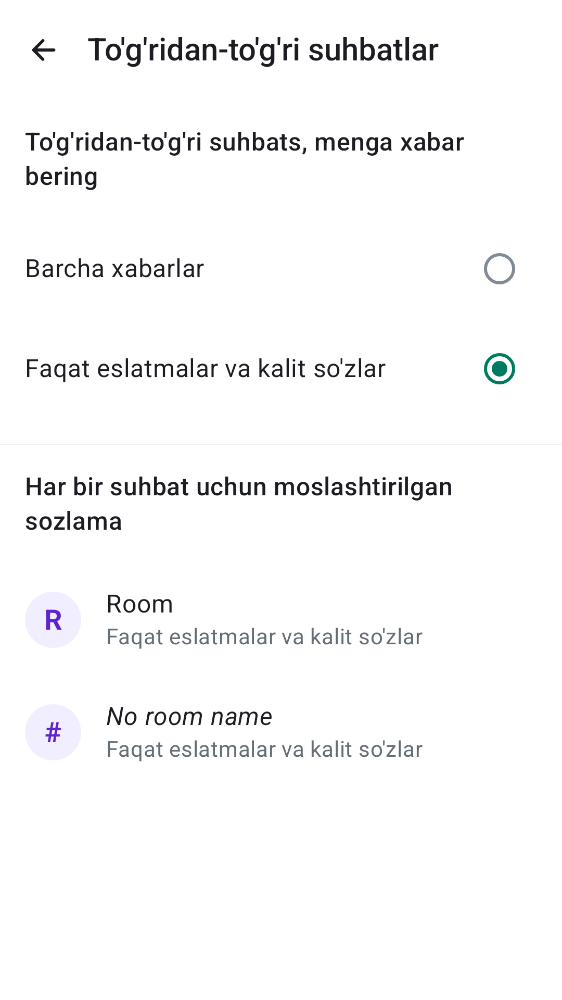 To'g'ridan-to'g'ri suhbatlar
To'g'ridan-to'g'ri suhbats, menga xabar
bering
Barcha xabarlar
Faqat eslatmalar va kalit so'zlar
Har bir suhbat uchun moslashtirilgan
sozlama
R
Room
Faqat eslatmalar va kalit so'zlar
#
No room name
Faqat eslatmalar va kalit so'zlar